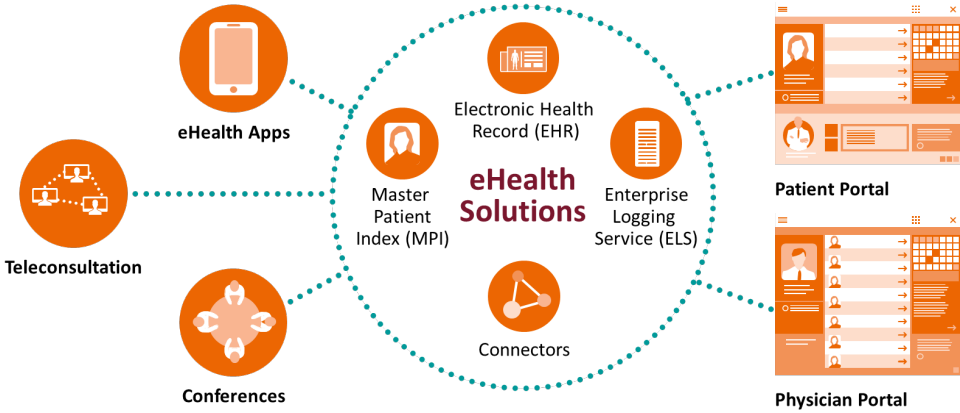 eHealth Apps
Teleconsultation
Conferences
Electronic Health
Record (EHR)
Master
Patient
Index (MPI)
eHealth
Solutions
Enterprise
Logging
Service (ELS)
Connectors
Patient Portal
Physician Portal